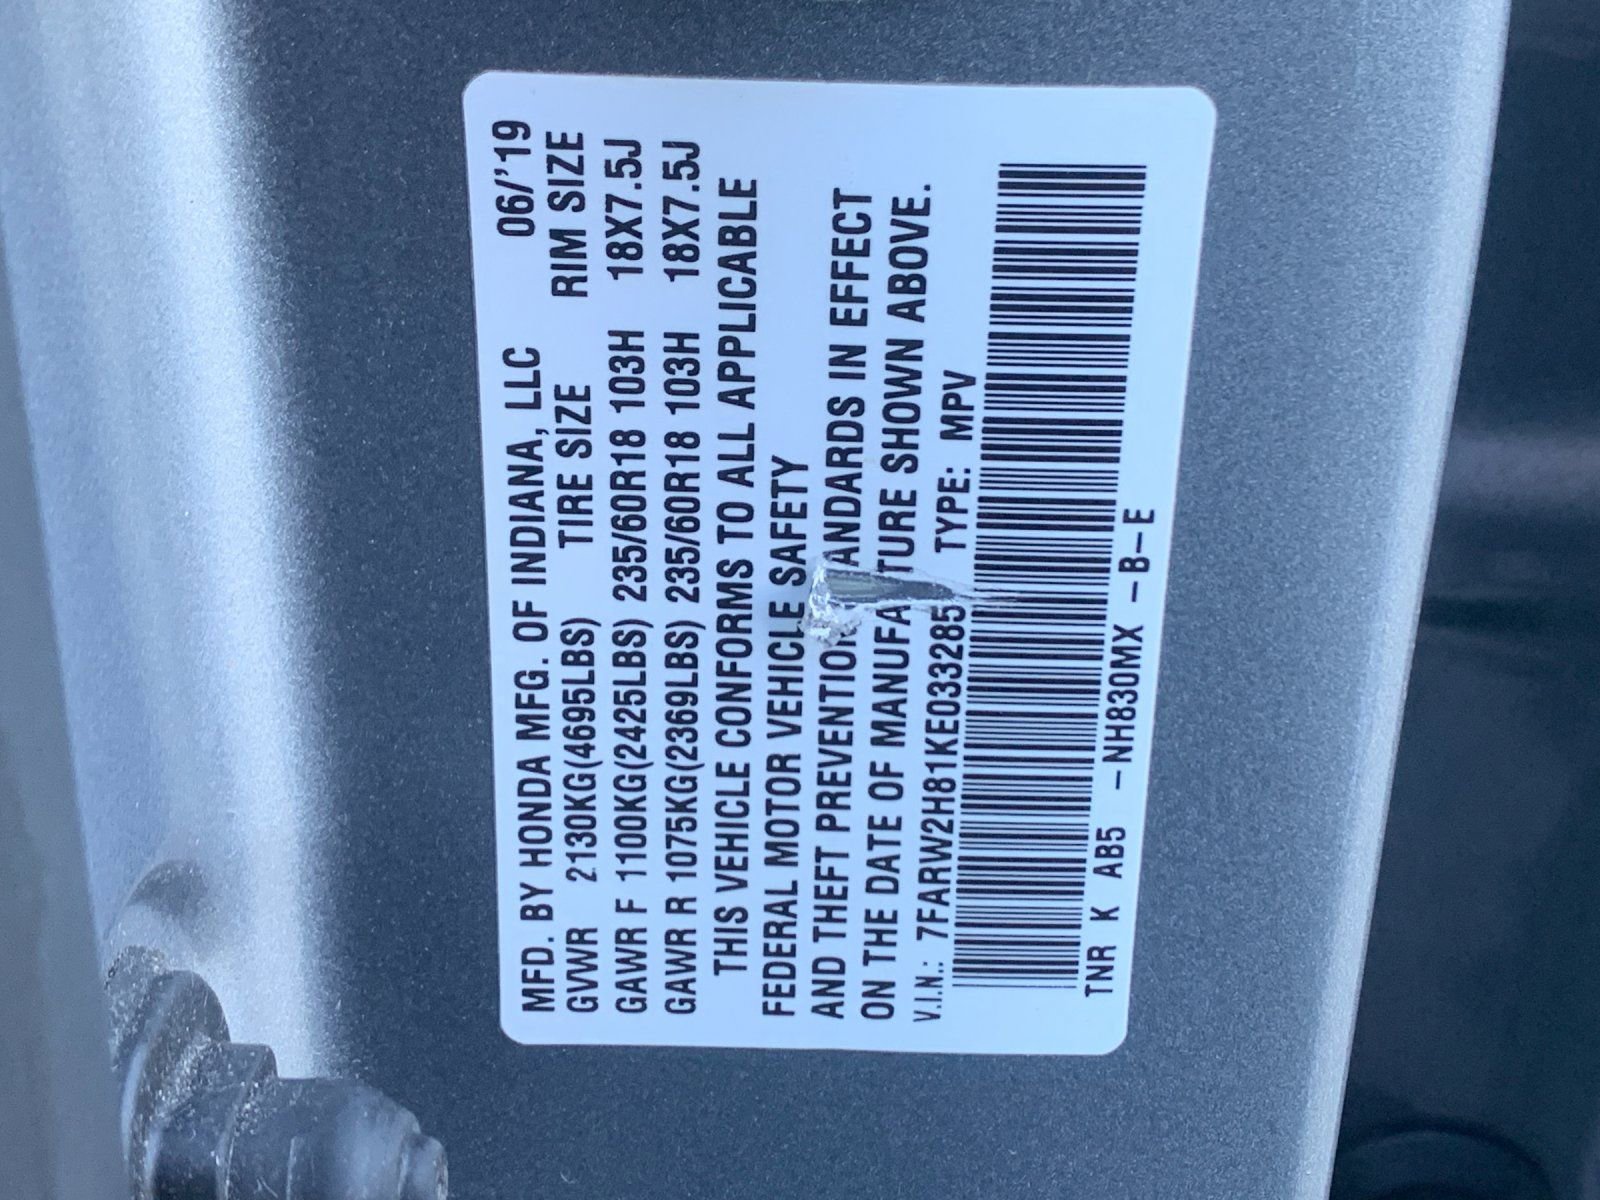 MFD. BY HONDA MFG. OF INDIANA, LLC 06/'19
GVWR 2130KG(4695LBS) TIRE SIZE RIM SIZE
GAWR F 1100KG(2425LBS) 235/60R18 103H 18X7.5J
GAWR R 1075KG(2369LBS) 235/60R18 103H 18X7.5J
THIS VEHICLE CONFORMS TO ALL APPLICABLE
FEDERAL MOTOR VEHICLE SAFETY
AND THEFT PREVENTION ANDARDS IN EFFECT
ON THE DATE OF MANUFA TURE SHOWN ABOVE.
V.I.N.: 7FARW2H81KE033285 TYPE: MPV
TNR K AB5 -NH830MX -B-E